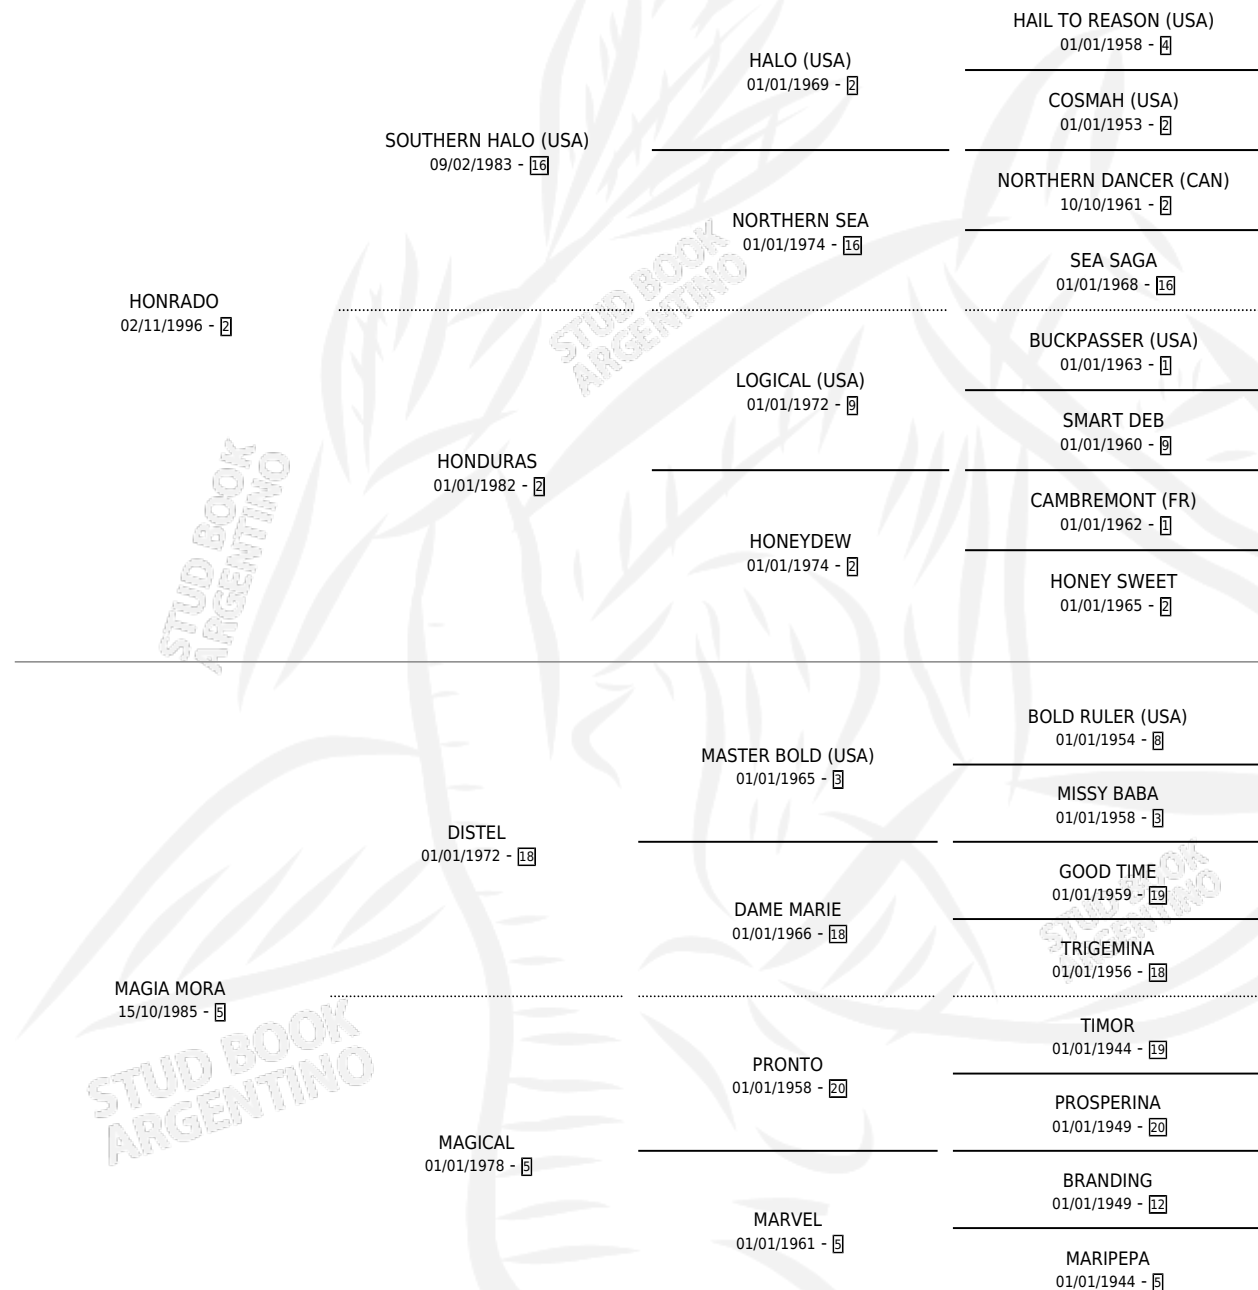 HONRADO
02/11/1996 - 2
SOUTHERN HALO (USA)
09/02/1983 - 16
HALO (USA)
01/01/1969 - 2
HAIL TO REASON (USA)
01/01/1958 - 4
COSMAH (USA)
01/01/1953 - 2
NORTHERN SEA
01/01/1974 - 16
NORTHERN DANCER (CAN)
10/10/1961 - 2
SEA SAGA
01/01/1968 - 16
HONDURAS
01/01/1982 - 2
LOGICAL (USA)
01/01/1972 - 9
BUCKPASSER (USA)
01/01/1963 - 1
SMART DEB
01/01/1960 - 9
HONEYDEW
01/01/1974 - 2
CAMBREMONT (FR)
01/01/1962 - 1
HONEY SWEET
01/01/1965 - 2
MAGIA MORA
15/10/1985 - 5
DISTEL
01/01/1972 - 18
MASTER BOLD (USA)
01/01/1965 - 3
BOLD RULER (USA)
01/01/1954 - 8
MISSY BABA
01/01/1958 - 3
DAME MARIE
01/01/1966 - 18
GOOD TIME
01/01/1959 - 19
TRIGEMINA
01/01/1956 - 18
MAGICAL
01/01/1978 - 5
PRONTO
01/01/1958 - 20
TIMOR
01/01/1944 - 19
PROSPERINA
01/01/1949 - 20
MARVEL
01/01/1961 - 5
BRANDING
01/01/1949 - 12
MARIPEPA
01/01/1944 - 5
STUD BOOK
ARGENTINO
STUD BOOK
ARGENTINO
STUD BOOK
ARGENTINO
STUD BOOK
ARGENTINO